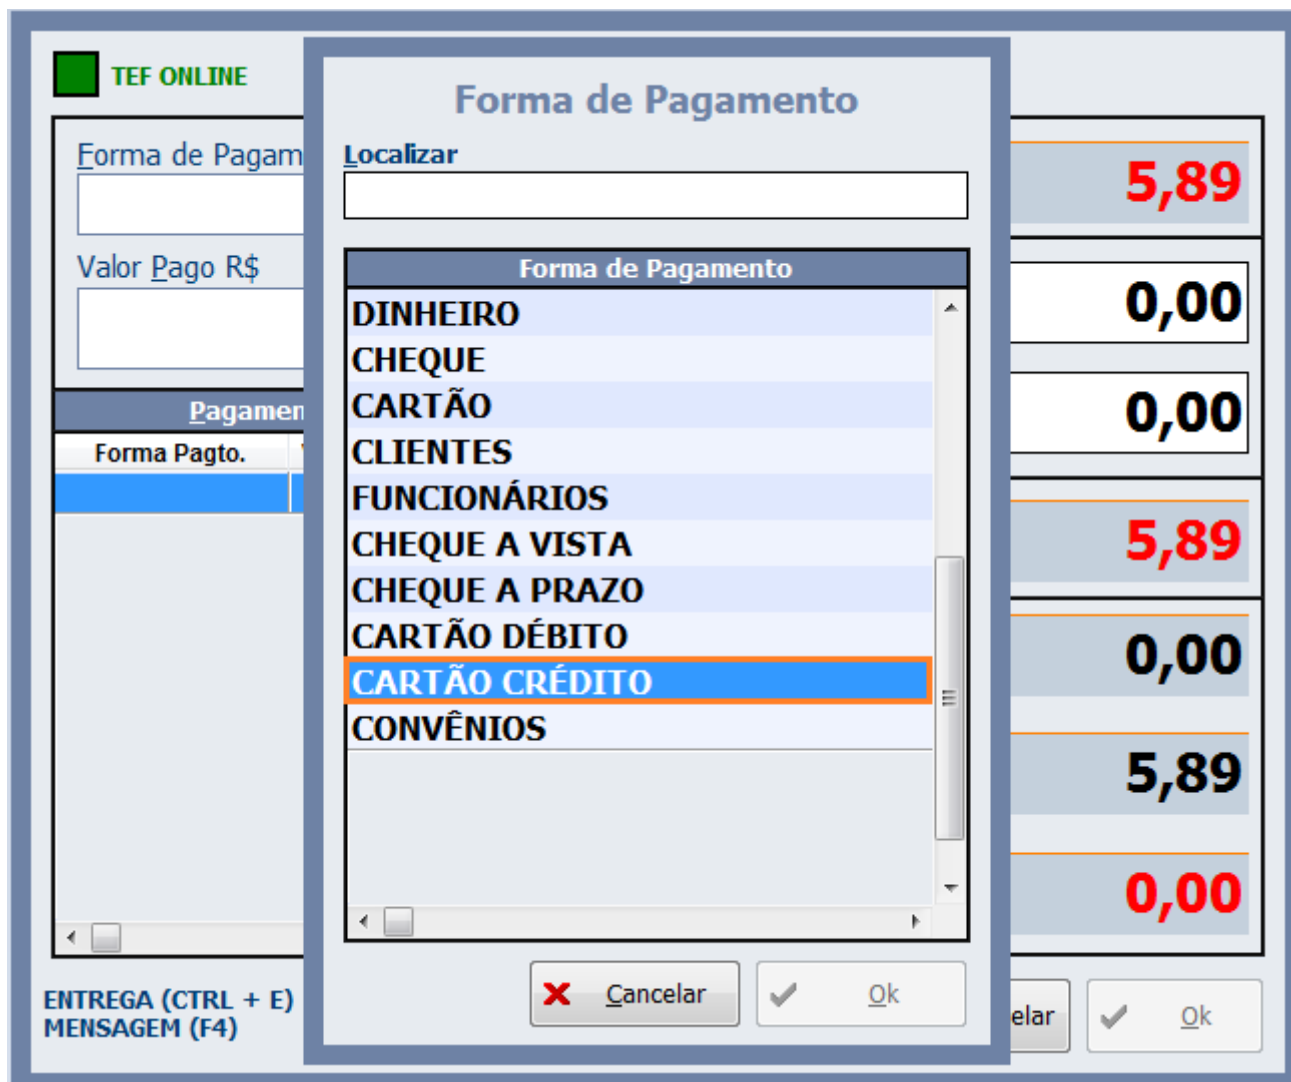 TEF ONLINE
Forma de Pagamento
Forma de Pagam
Localizar
5,89
Valor Pago R$
0,00
Forma de Pagamento
DINHEIRO
CHEQUE
CARTÃO
CLIENTES
FUNCIONÁRIOS
CHEQUE A VISTA
CHEQUE A PRAZO
CARTÃO DÉBITO
CARTÃO CRÉDITO
CONVÊNIOS
0,00
Pagamen
Forma Pagto.
5,89
0,00
5,89
0,00
Cancelar
Ok
ENTREGA (CTRL + E)
MENSAGEM (F4)
elar
Ok